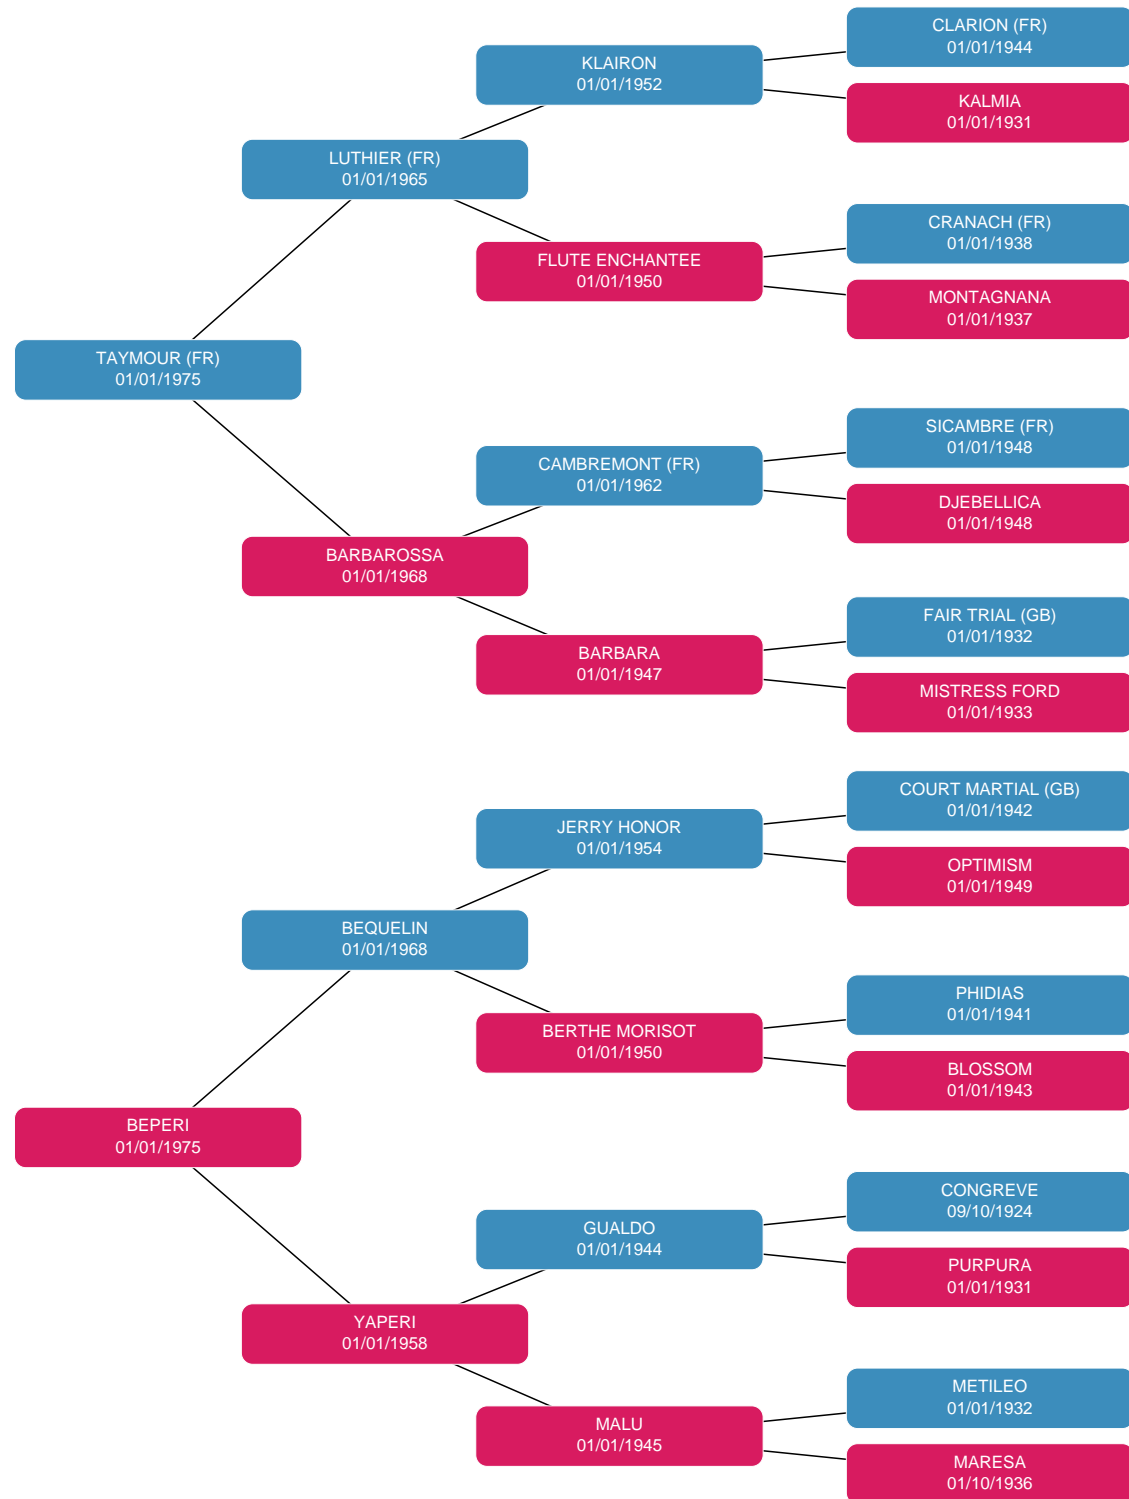 CLARION (FR)
01/01/1944
KLAIRON
01/01/1952
KALMIA
01/01/1931
LUTHIER (FR)
01/01/1965
CRANACH (FR)
01/01/1938
FLUTE ENCHANTEE
01/01/1950
MONTAGNANA
01/01/1937
TAYMOUR (FR)
01/01/1975
SICAMBRE (FR)
01/01/1948
CAMBREMONT (FR)
01/01/1962
DJEBELLICA
01/01/1948
BARBAROSSA
01/01/1968
FAIR TRIAL (GB)
01/01/1932
BARBARA
01/01/1947
MISTRESS FORD
01/01/1933
COURT MARTIAL (GB)
01/01/1942
JERRY HONOR
01/01/1954
OPTIMISM
01/01/1949
BEQUELIN
01/01/1968
PHIDIAS
01/01/1941
BERTHE MORISOT
01/01/1950
BLOSSOM
01/01/1943
BEPERI
01/01/1975
CONGREVE
09/10/1924
GUALDO
01/01/1944
PURPURA
01/01/1931
YAPERI
01/01/1958
METILEO
01/01/1932
MALU
01/01/1945
MARESA
01/10/1936